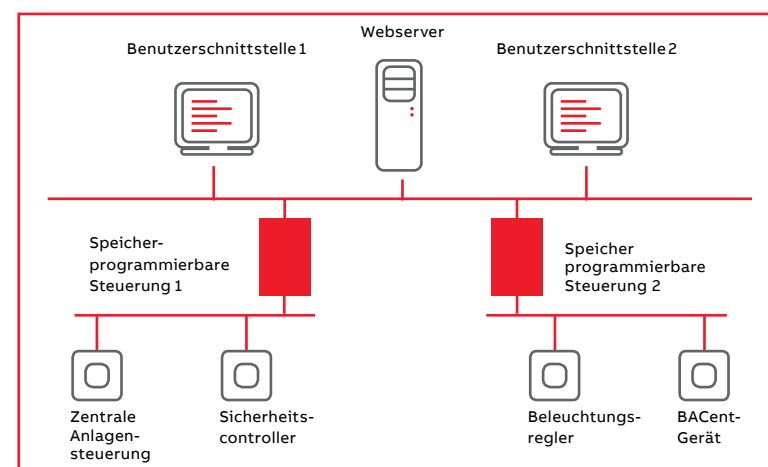 Webserver
Benutzerschnittstelle 1
Benutzerschnittstelle 2
Speicher-
programmierbare
Steuerung 1
Speicher
programmierbare
Steuerung 2
Zentrale
Anlagen-
steuerung
Sicherheits-
controller
Beleuchtungs-
regler
BACent-
Gerät